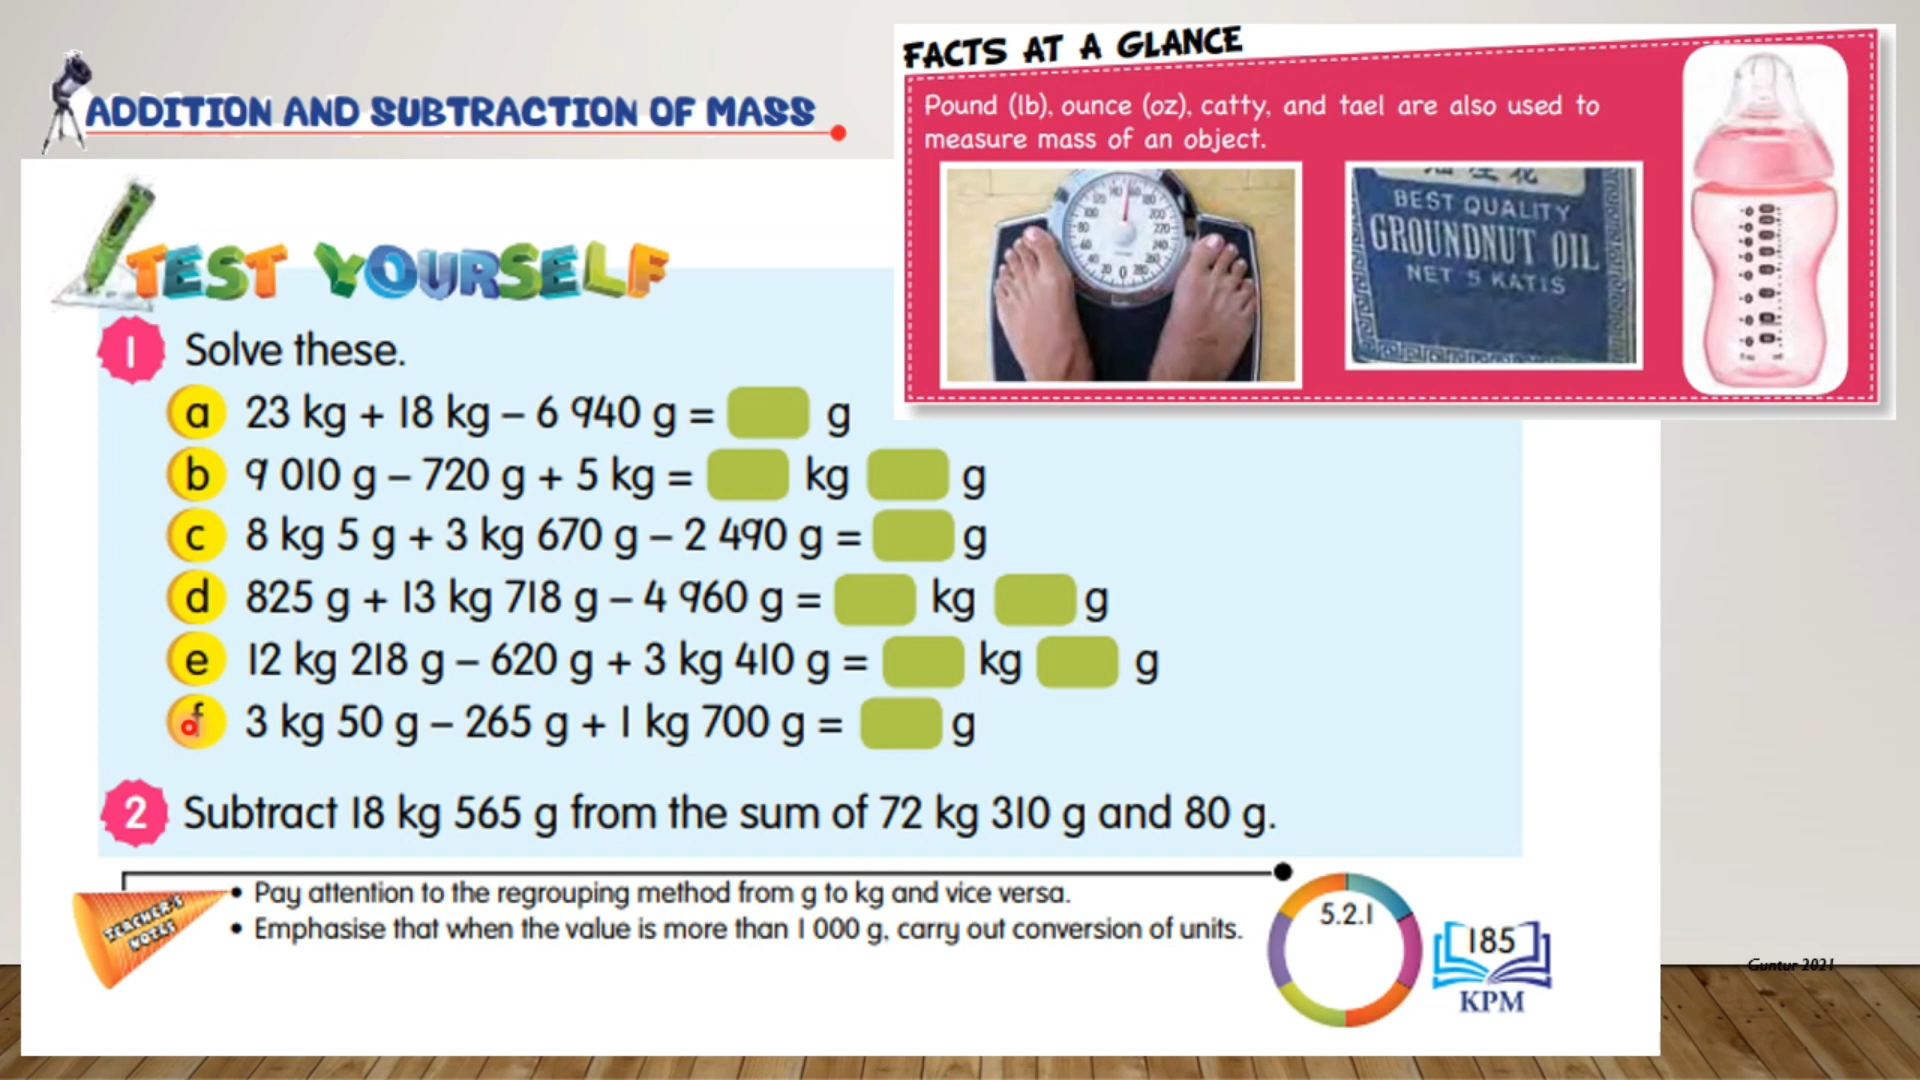 ADDITION AND SUBTRACTION OF MASS
FACTS AT A GLANCE
Pound (lb), ounce (oz), catty, and tael are also used to
measure mass of an object.
BEST QUALITY
GROUNDNUT OIL
NET 5 KATIS
TEST YOURSELF
1 Solve these.
a 23 kg + 18 kg – 6 940 g = g
b 9 010 g – 720 g + 5 kg = kg g
c 8 kg 5 g + 3 kg 670 g – 2 490 g = g
d 825 g + 13 kg 718 g – 4 960 g = kg g
e 12 kg 218 g – 620 g + 3 kg 410 g = kg g
f 3 kg 50 g – 265 g + 1 kg 700 g = g
2 Subtract 18 kg 565 g from the sum of 72 kg 310 g and 80 g.
TEACHER'S
NOTES
• Pay attention to the regrouping method from g to kg and vice versa.
• Emphasise that when the value is more than 1 000 g, carry out conversion of units.
5.2.1
185
KPM
Guntur 2021